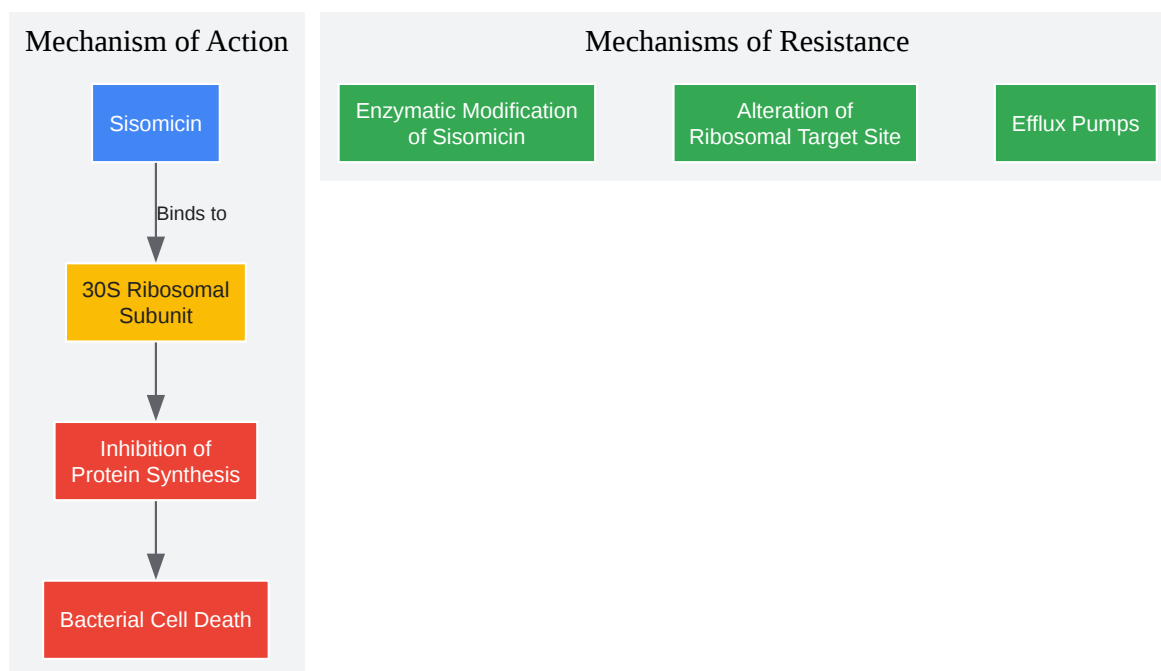 Mechanism of Action
Sisomicin
Binds to
30S Ribosomal
Subunit
Inhibition of
Protein Synthesis
Bacterial Cell Death
Mechanisms of Resistance
Enzymatic Modification
of Sisomicin
Alteration of
Ribosomal Target Site
Efflux Pumps